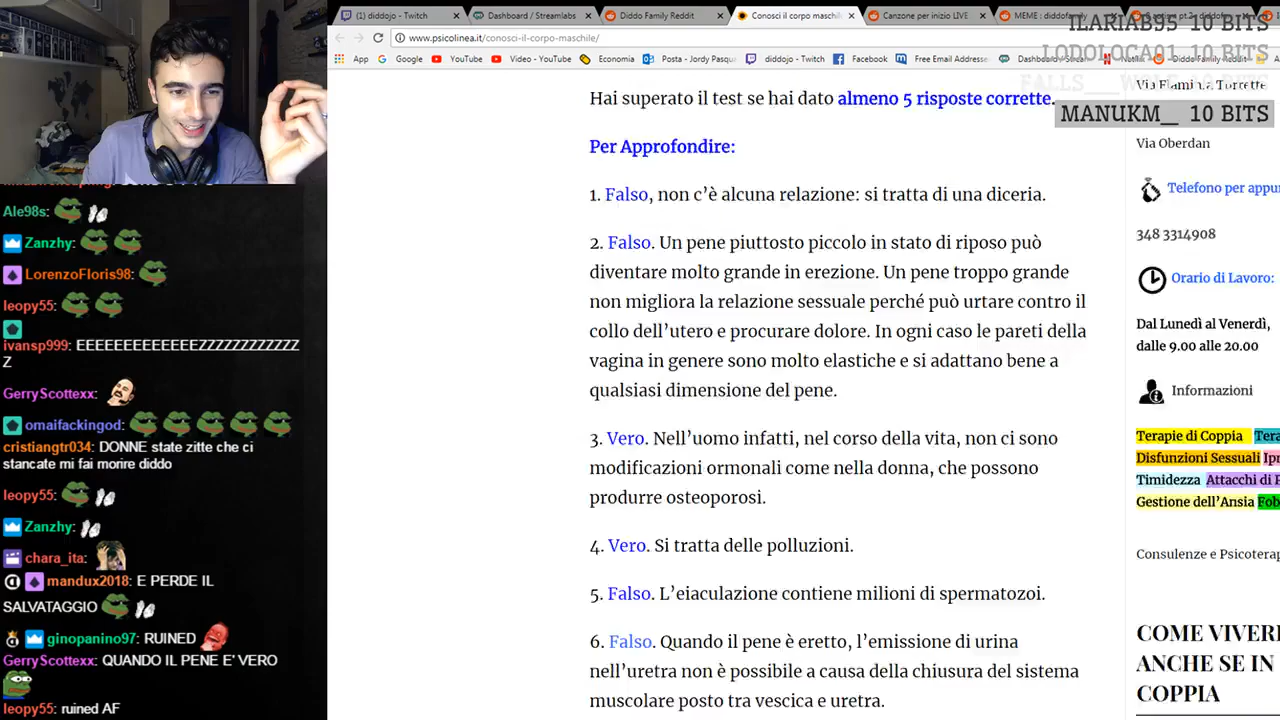 diddojo - Twitch
Dashboard / Streamlabs
Diddo Family Reddit
Conosci il corpo maschil
Canzone per inizio LIVE
MEME : diddofamily
www.psicolinea.it/conosci-il-corpo-maschile/
App
Google
YouTube
Video - YouTube
Economia
Posta - Jordy Pasqu
diddojo - Twitch
Facebook
Free Email Addresse
ILARIAB95 10 BITS
LODOLOCA01 10 BITS
FALLS___WOLF 10 BITS
MANUKM_ 10 BITS
Hai superato il test se hai dato almeno 5 risposte corrette.
Per Approfondire:
1. Falso, non c’è alcuna relazione: si tratta di una diceria.
2. Falso. Un pene piuttosto piccolo in stato di riposo può
diventare molto grande in erezione. Un pene troppo grande
non migliora la relazione sessuale perché può urtare contro il
collo dell’utero e procurare dolore. In ogni caso le pareti della
vagina in genere sono molto elastiche e si adattano bene a
qualsiasi dimensione del pene.
3. Vero. Nell’uomo infatti, nel corso della vita, non ci sono
modificazioni ormonali come nella donna, che possono
produrre osteoporosi.
4. Vero. Si tratta delle polluzioni.
5. Falso. L’eiaculazione contiene milioni di spermatozoi.
6. Falso. Quando il pene è eretto, l’emissione di urina
nell’uretra non e possibile a causa della chiusura del sistema
muscolare posto tra vescica e uretra.
Via Flaminia, Torrette
Via Oberdan
Telefono per appu
348 3314908
Orario di Lavoro:
Dal Lunedì al Venerdì,
dalle 9.00 alle 20.00
Informazioni
Terapie di Coppia Tera
Disfunzioni Sessuali Ip
Timidezza Attacchi di P
Gestione dell’Ansia Fob
Consulenze e Psicoterap
COME VIVERE
ANCHE SE IN
COPPIA
Ale98s:
Zanzhy:
LorenzoFloris98:
leopy55:
ivansp999: EEEEEEEEEEEEEZZZZZZZZZZZZ
Z
GerryScottexx:
omaifackingod:
cristiangtr034: DONNE state zitte che ci
stancate mi fai morire diddo
leopy55:
Zanzhy:
chara_ita:
mandux2018: E PERDE IL
SALVATAGGIO
ginopanino97: RUINED
GerryScottexx: QUANDO IL PENE E' VERO
leopy55: ruined AF